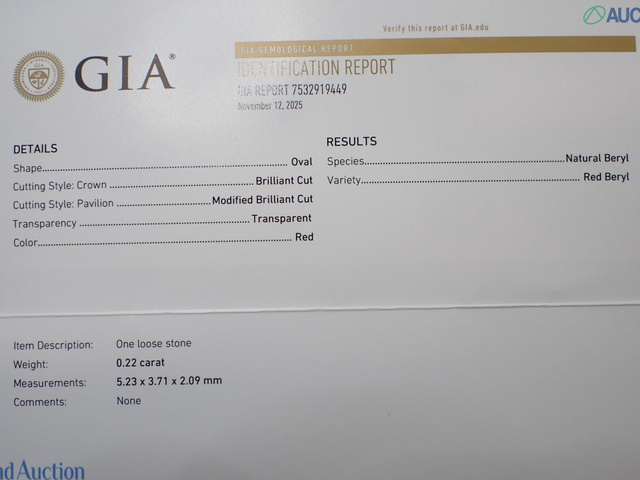 AUC
Verify this report at GIA.edu
GIA®
GIA GEMOLOGICAL REPORT
IDENTIFICATION REPORT
GIA REPORT 7532919449
November 12, 2025
DETAILS
Shape Oval
Cutting Style: Crown Brilliant Cut
Cutting Style: Pavilion Modified Brilliant Cut
Transparency Transparent
Color Red
RESULTS
Species Natural Beryl
Variety Red Beryl
Item Description: One loose stone
Weight: 0.22 carat
Measurements: 5.23 x 3.71 x 2.09 mm
Comments: None
nd Auction